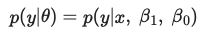 p(y|θ) = p(y|x, β₁, β₀)